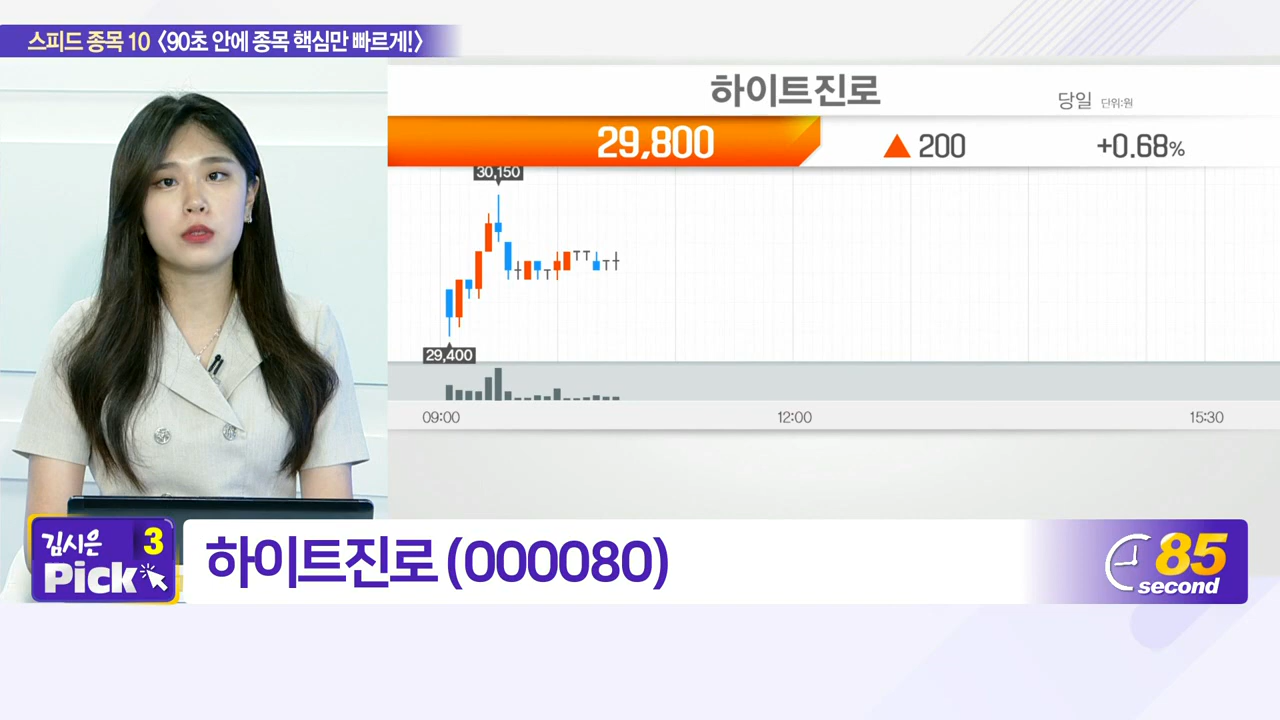 스피드 종목 10 <90초 안에 종목 핵심만 빠르게!>
하이트진로
당일 단위:원
29,800 ▲ 200 +0.68%
30,150
29,400
09:00 12:00 15:30
김시은 3
Pick
하이트진로 (000080)
85
second